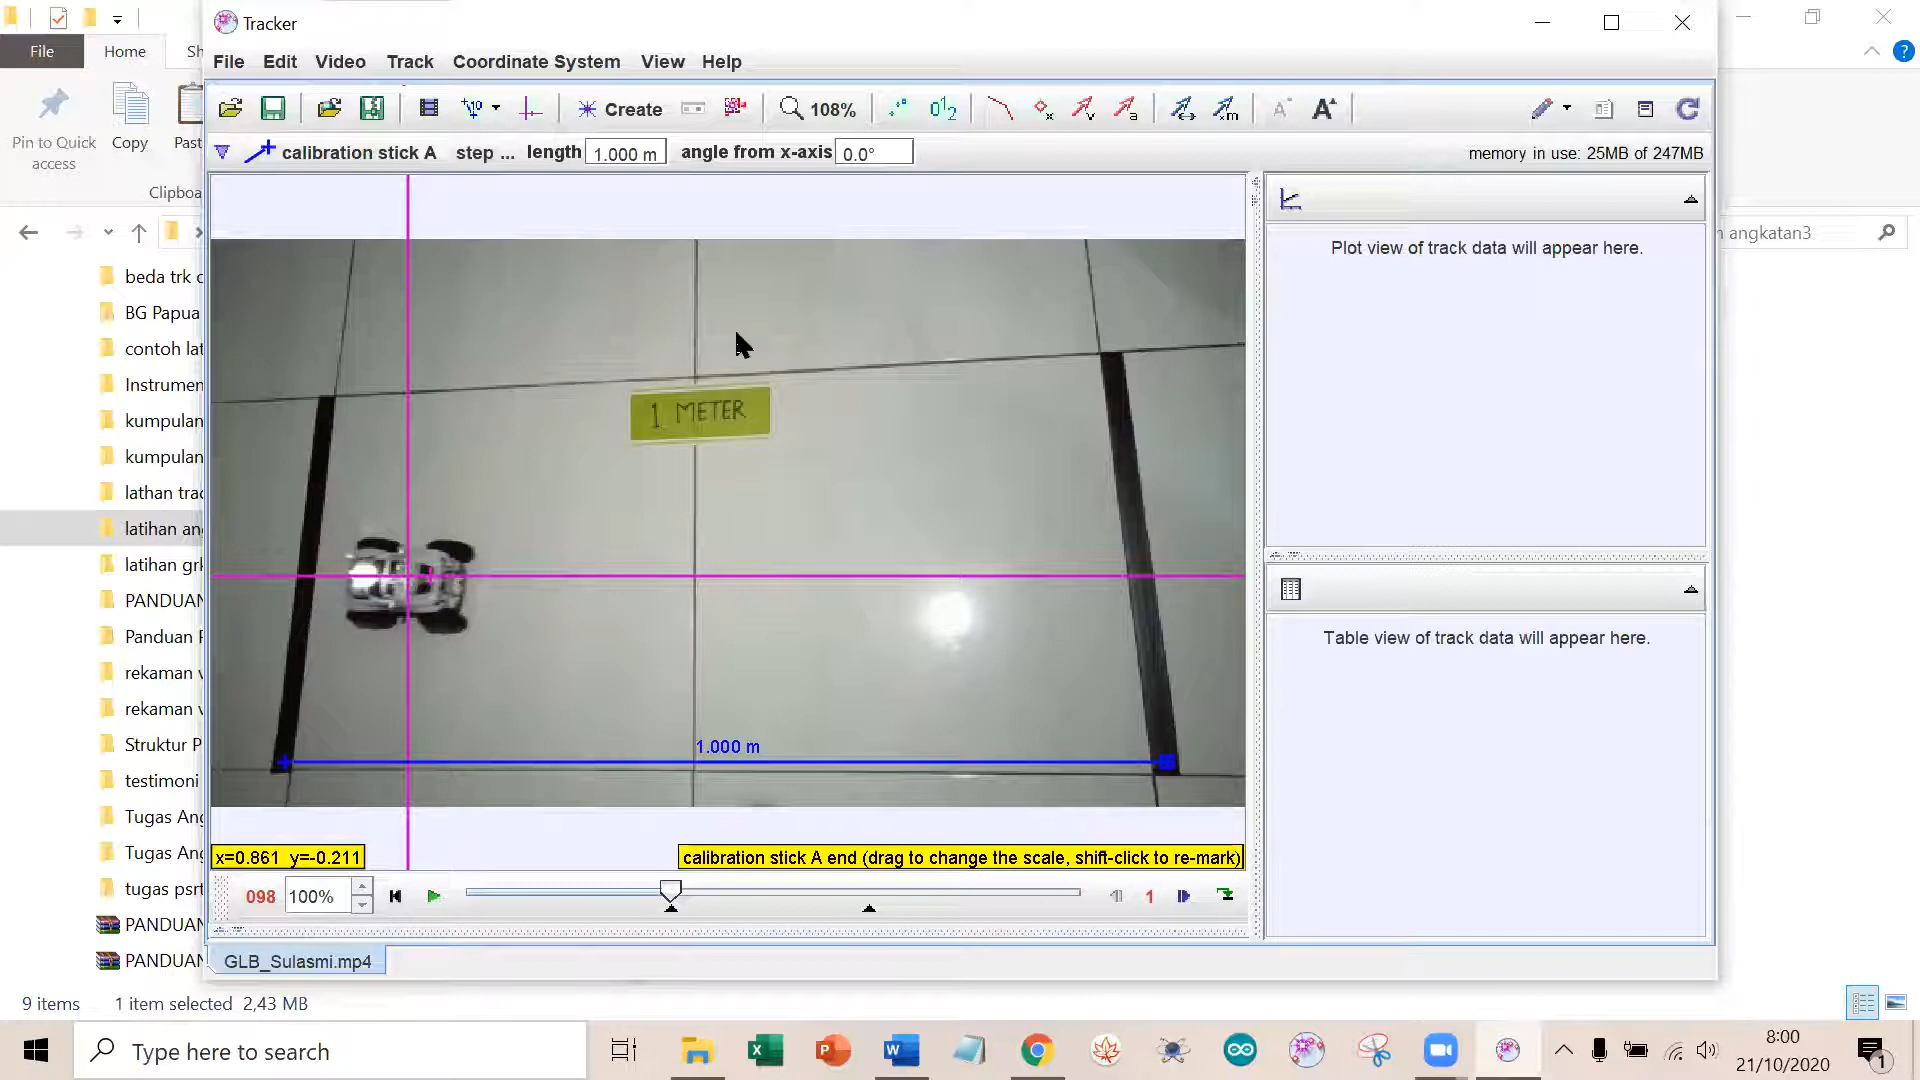 Tracker
File
Home
Sh
File Edit Video Track Coordinate System View Help
Create
108%
Pin to Quick access
Copy
Past
Clipboa
calibration stick A step ... length 1.000 m angle from x-axis 0.0°
memory in use: 25MB of 247MB
angkatan3
Plot view of track data will appear here.
beda trk
BG Papua
contoh lat
Instrumen
kumpulan
kumpulan
lathan trac
latihan an
latihan grk
PANDUAN
Panduan P
rekaman v
rekaman v
Struktur P
testimoni
Tugas Ang
Tugas Ang
tugas psrt
PANDUAN
PANDUAN
1 METER
1.000 m
Table view of track data will appear here.
x=0.861 y=-0.211
calibration stick A end (drag to change the scale, shift-click to re-mark)
098
100%
1
GLB_Sulasmi.mp4
9 items
1 item selected 2,43 MB
Type here to search
8:00
21/10/2020
1